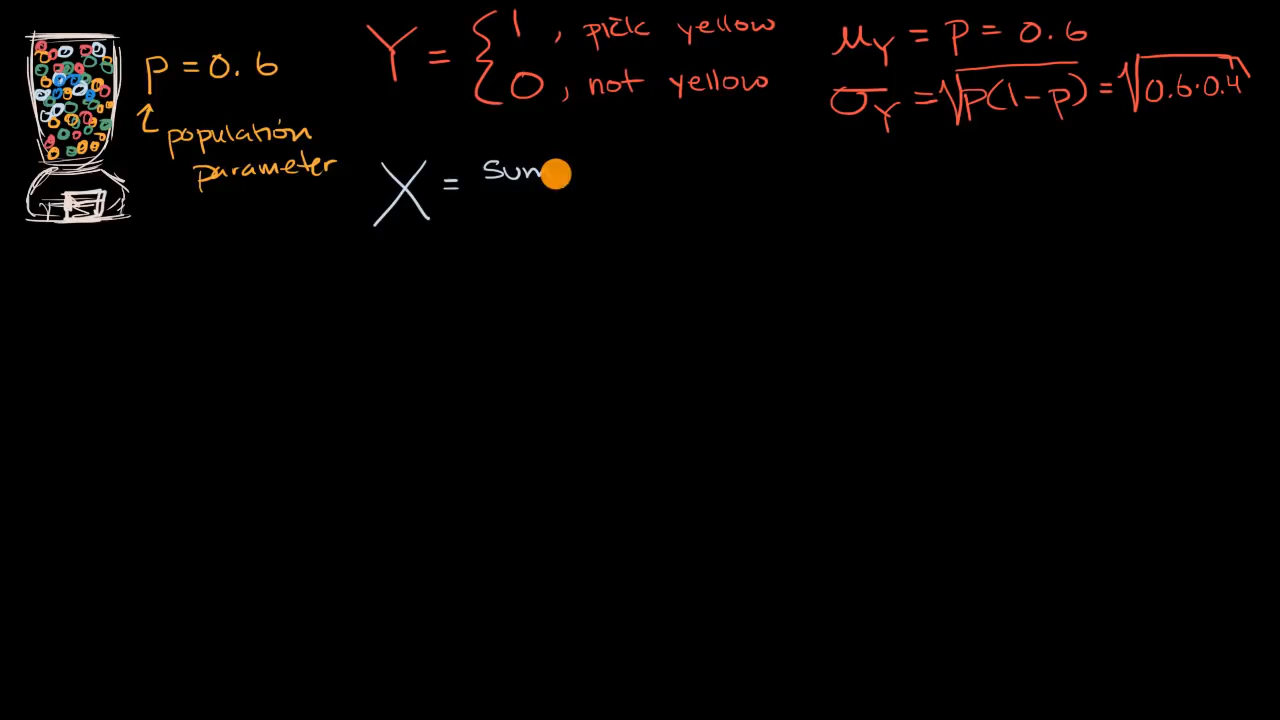 p = 0.6
population
parameter
Y = { 1, pick yellow
0, not yellow
μ_Y = p = 0.6
σ_Y = √p(1-p) = √0.6·0.4
X = sum